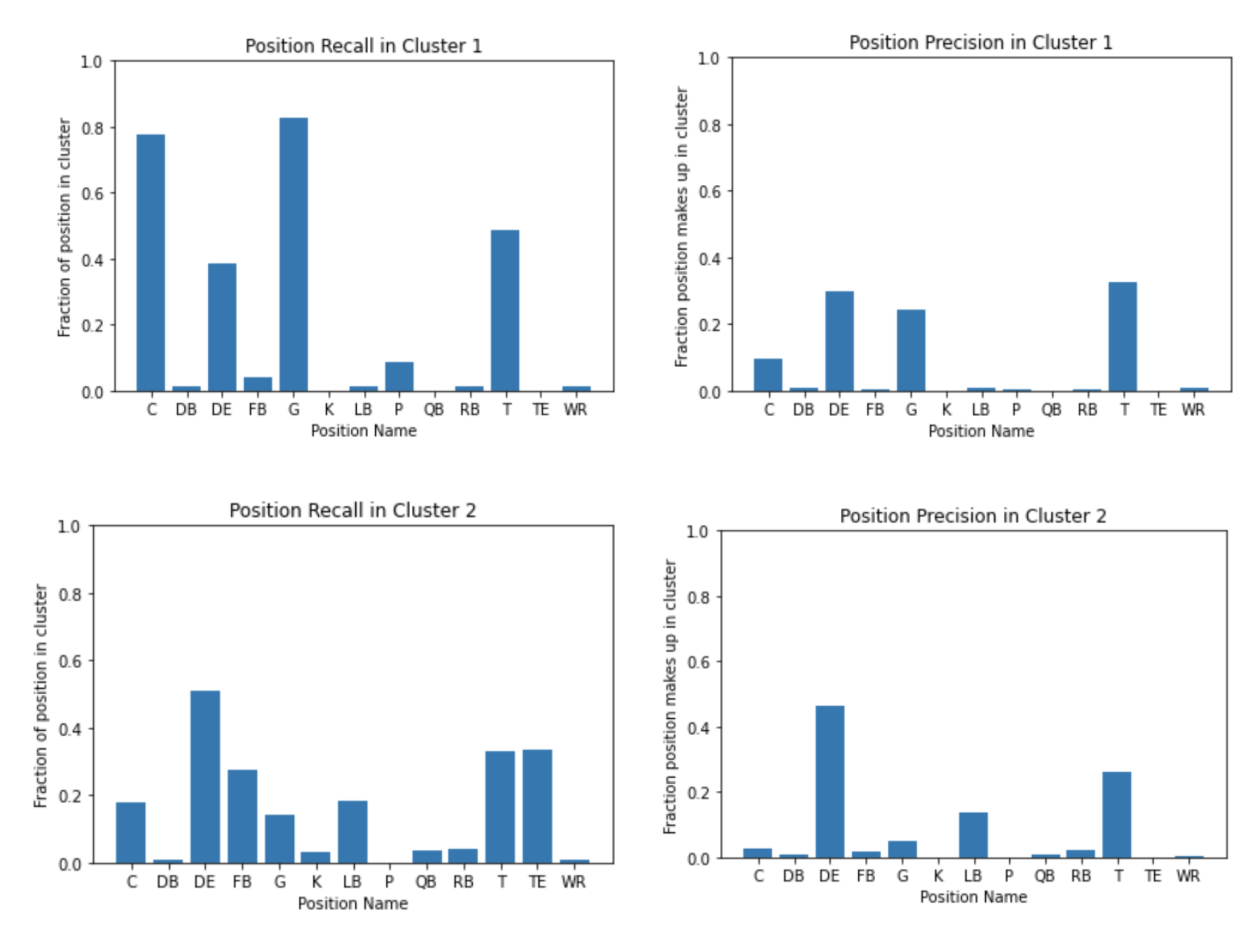 Position Recall in Cluster 1
Fraction of position in cluster
1.0
0.8
0.6
0.4
0.2
0.0
C DB DE FB G K LB P QB RB T TE WR
Position Name
Position Precision in Cluster 1
Fraction position makes up in cluster
1.0
0.8
0.6
0.4
0.2
0.0
C DB DE FB G K LB P QB RB T TE WR
Position Name
Position Recall in Cluster 2
Fraction of position in cluster
1.0
0.8
0.6
0.4
0.2
0.0
C DB DE FB G K LB P QB RB T TE WR
Position Name
Position Precision in Cluster 2
Fraction position makes up in cluster
1.0
0.8
0.6
0.4
0.2
0.0
C DB DE FB G K LB P QB RB T TE WR
Position Name